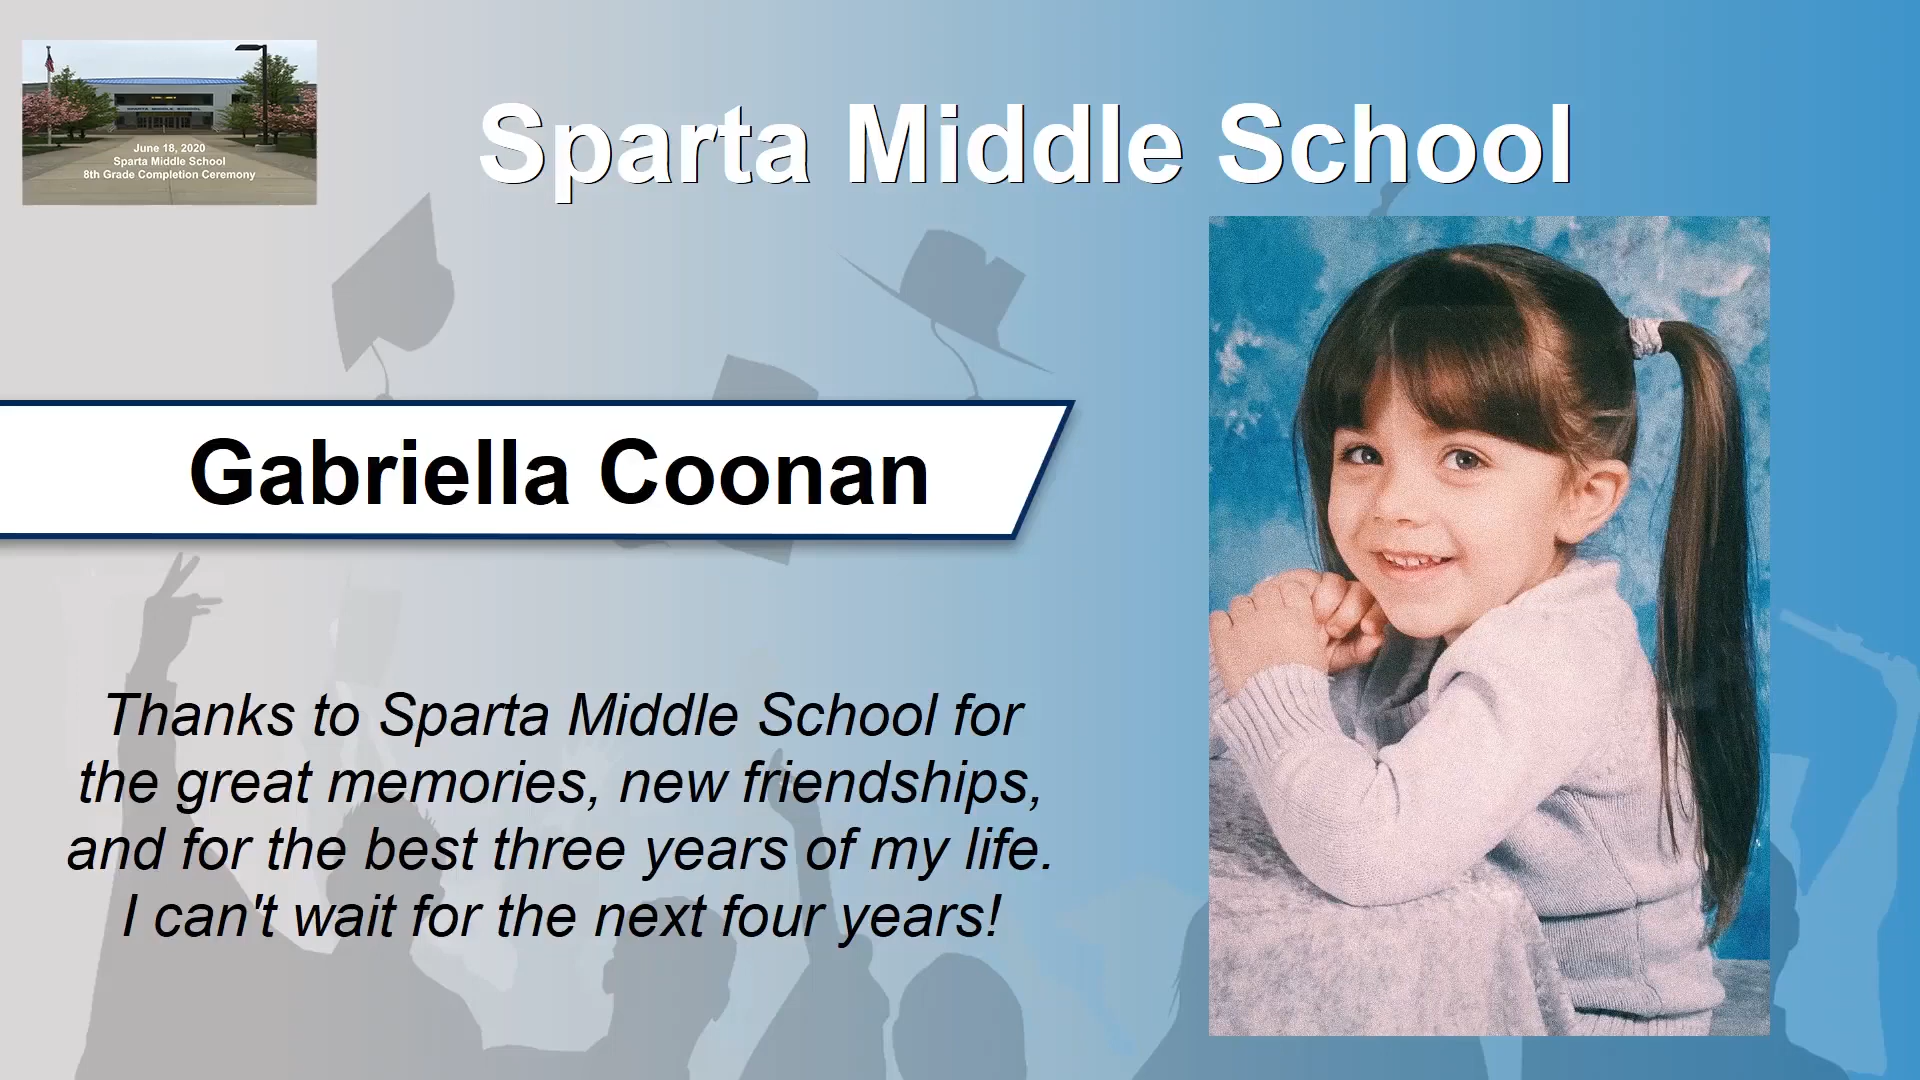 June 18, 2020
Sparta Middle School
8th Grade Completion Ceremony
Sparta Middle School
Gabriella Coonan
Thanks to Sparta Middle School for
the great memories, new friendships,
and for the best three years of my life.
I can't wait for the next four years!